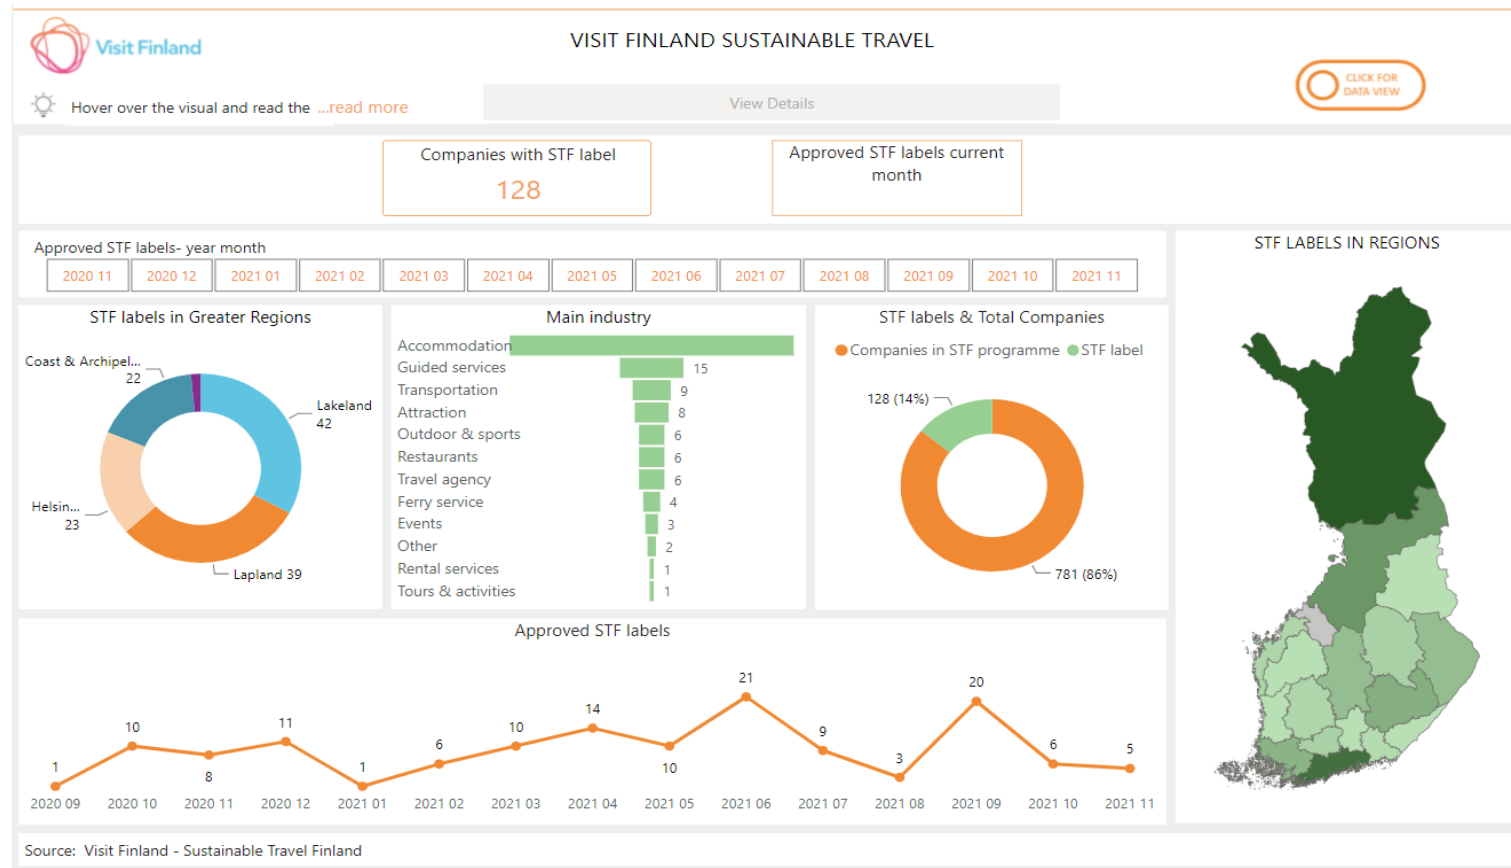 Visit Finland
VISIT FINLAND SUSTAINABLE TRAVEL
CLICK FOR
DATA VIEW
Hover over the visual and read the ...read more
View Details
Companies with STF label
128
Approved STF labels current
month
Approved STF labels- year month
2020 11
2020 12
2021 01
2021 02
2021 03
2021 04
2021 05
2021 06
2021 07
2021 08
2021 09
2021 10
2021 11
STF labels in Greater Regions
Coast & Archipel...
22
Lakeland
42
Helsin...
23
Lapland 39
Main industry
Accommodation
Guided services 15
Transportation 9
Attraction 8
Outdoor & sports 6
Restaurants 6
Travel agency 6
Ferry service 4
Events 3
Other 2
Rental services 1
Tours & activities 1
STF labels & Total Companies
Companies in STF programme STF label
128 (14%)
781 (86%)
STF LABELS IN REGIONS
Approved STF labels
1
10
8
11
1
6
10
14
10
21
9
3
20
6
5
2020 09
2020 10
2020 11
2020 12
2021 01
2021 02
2021 03
2021 04
2021 05
2021 06
2021 07
2021 08
2021 09
2021 10
2021 11
Source: Visit Finland - Sustainable Travel Finland